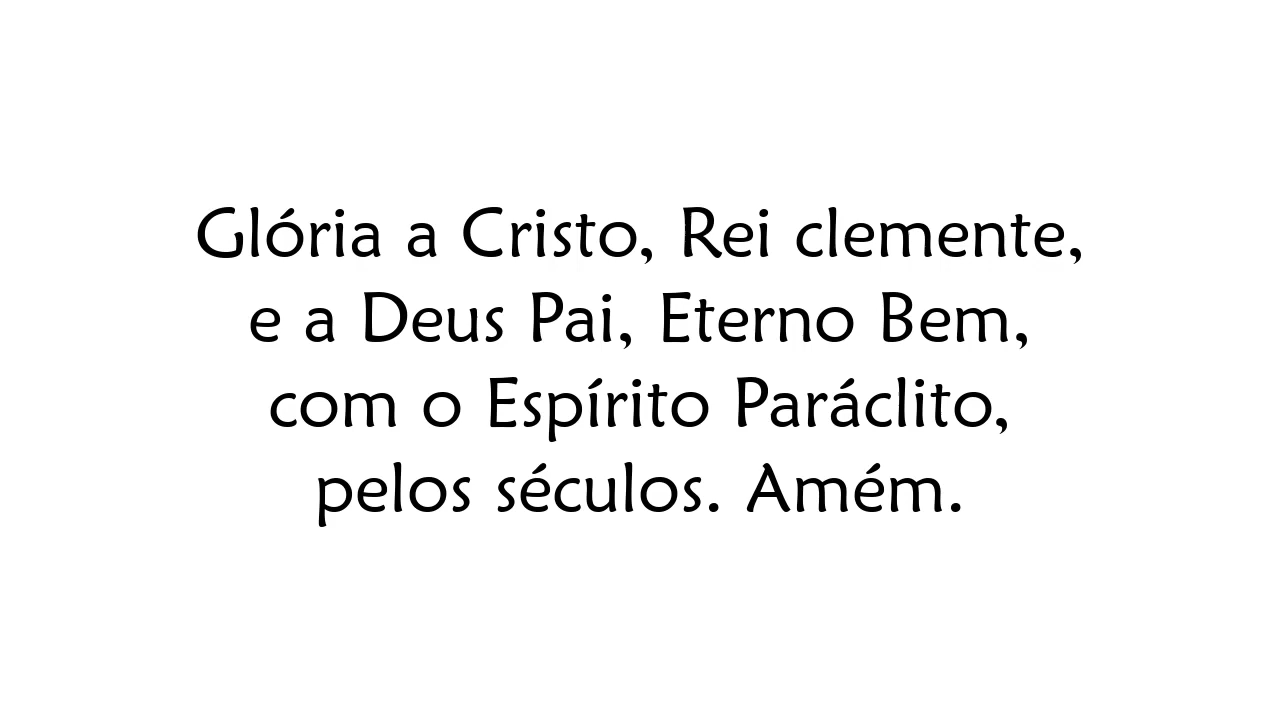 Glória a Cristo, Rei clemente,
e a Deus Pai, Eterno Bem,
com o Espírito Paráclito,
pelos séculos. Amém.